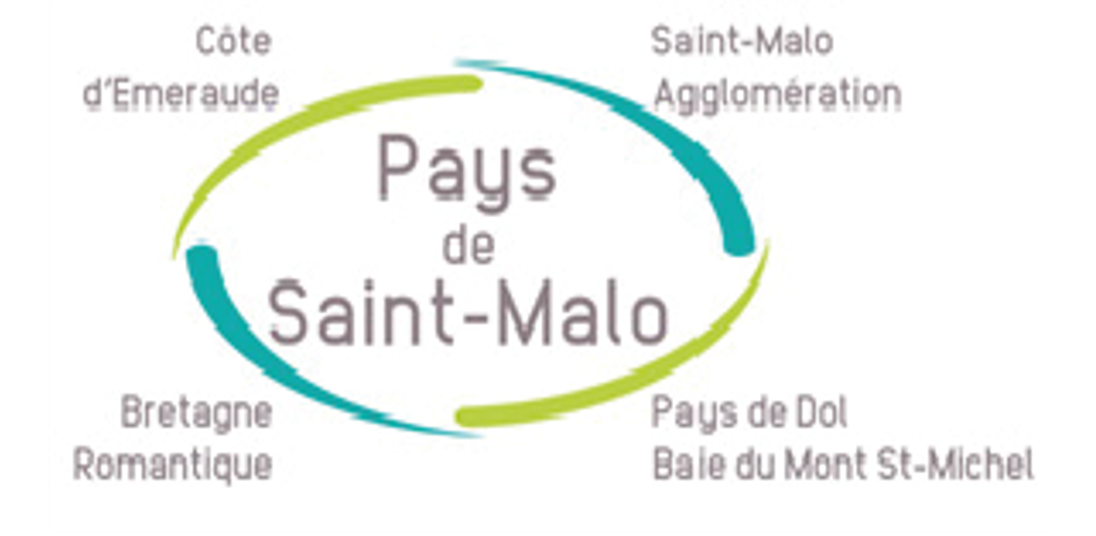 Côte
d'Emeraude
Saint-Malo
Agglomération
Pays
de
Saint-Malo
Bretagne
Romantique
Pays de Dol
Baie du Mont St-Michel